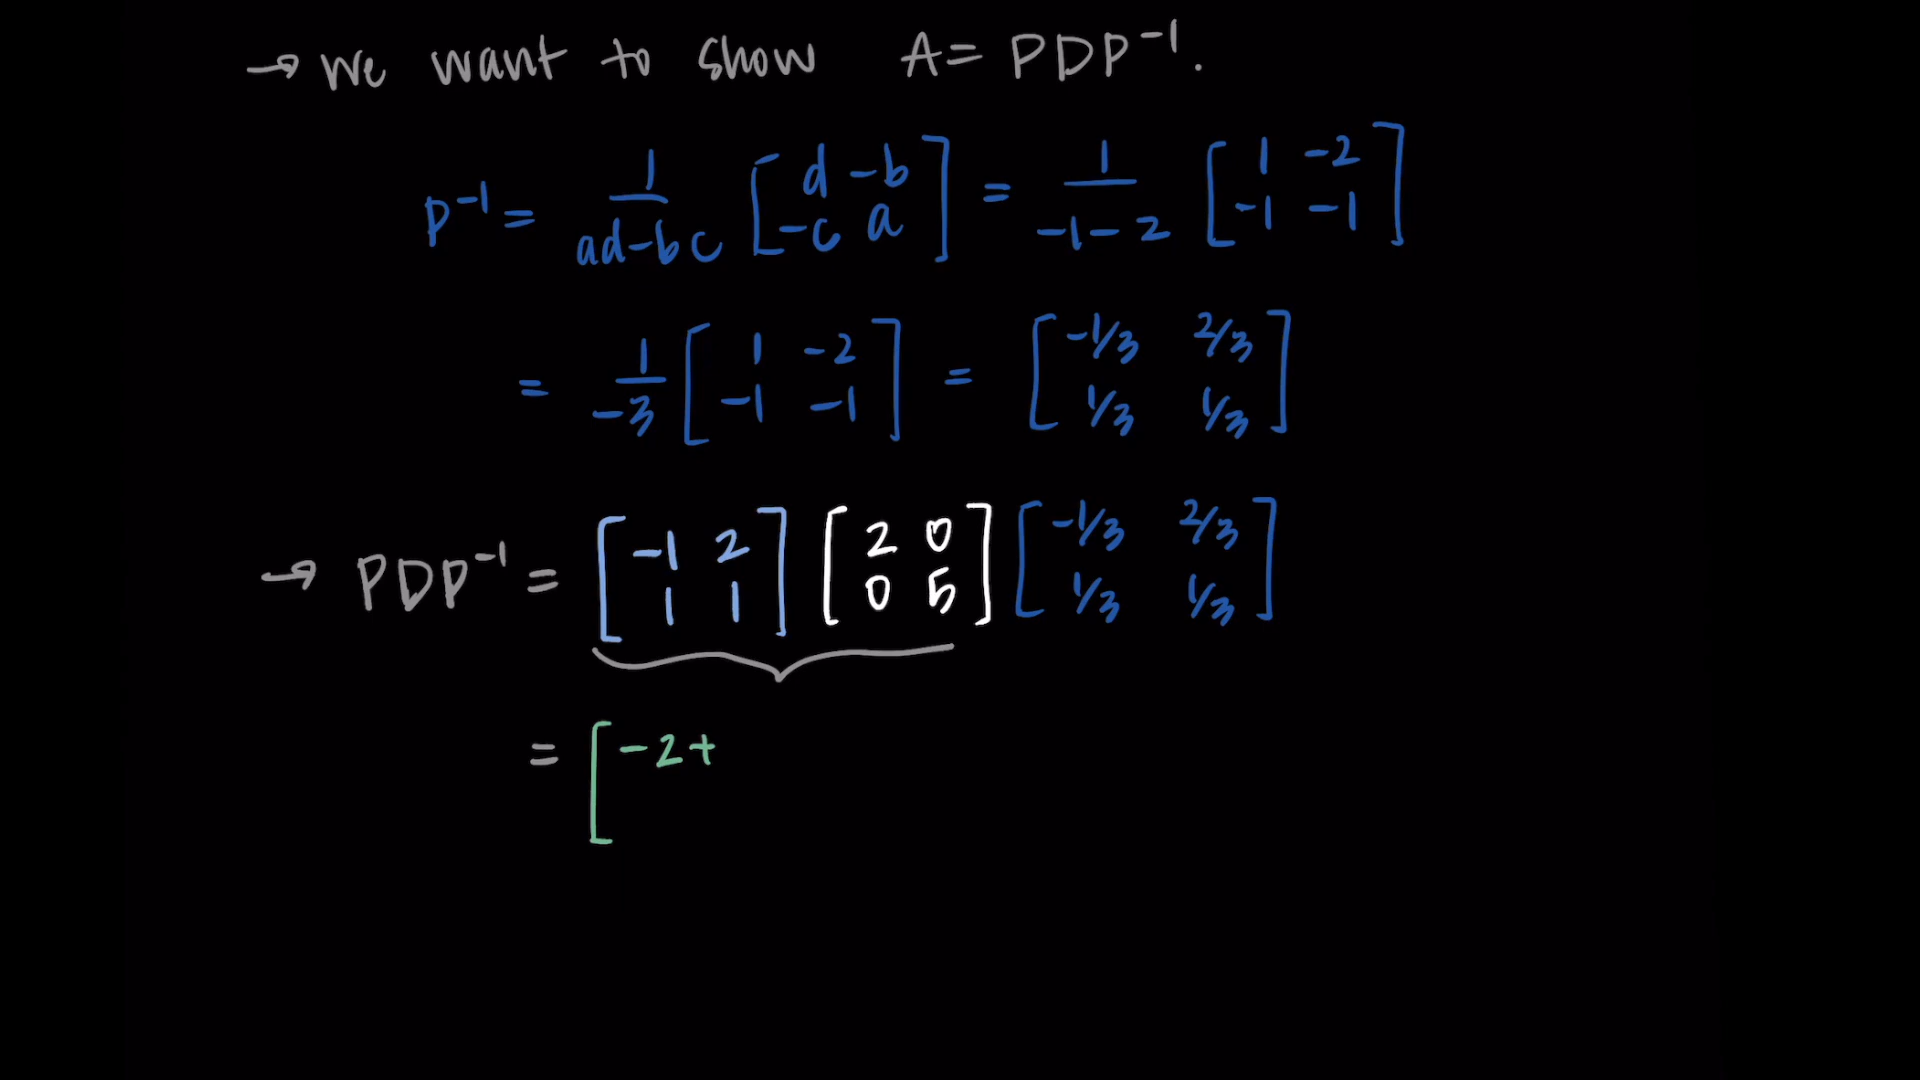 → We want to show A = PDP⁻¹.
P⁻¹ = 1/(ad-bc) [d -b; -c a] = 1/(-1-2) [1 -2; -1 -1]
= 1/-3 [1 -2; -1 -1] = [-1/3 2/3; 1/3 1/3]
→ PDP⁻¹ = [-1 2; 1 1] [2 0; 0 5] [-1/3 2/3; 1/3 1/3]
= [-2+